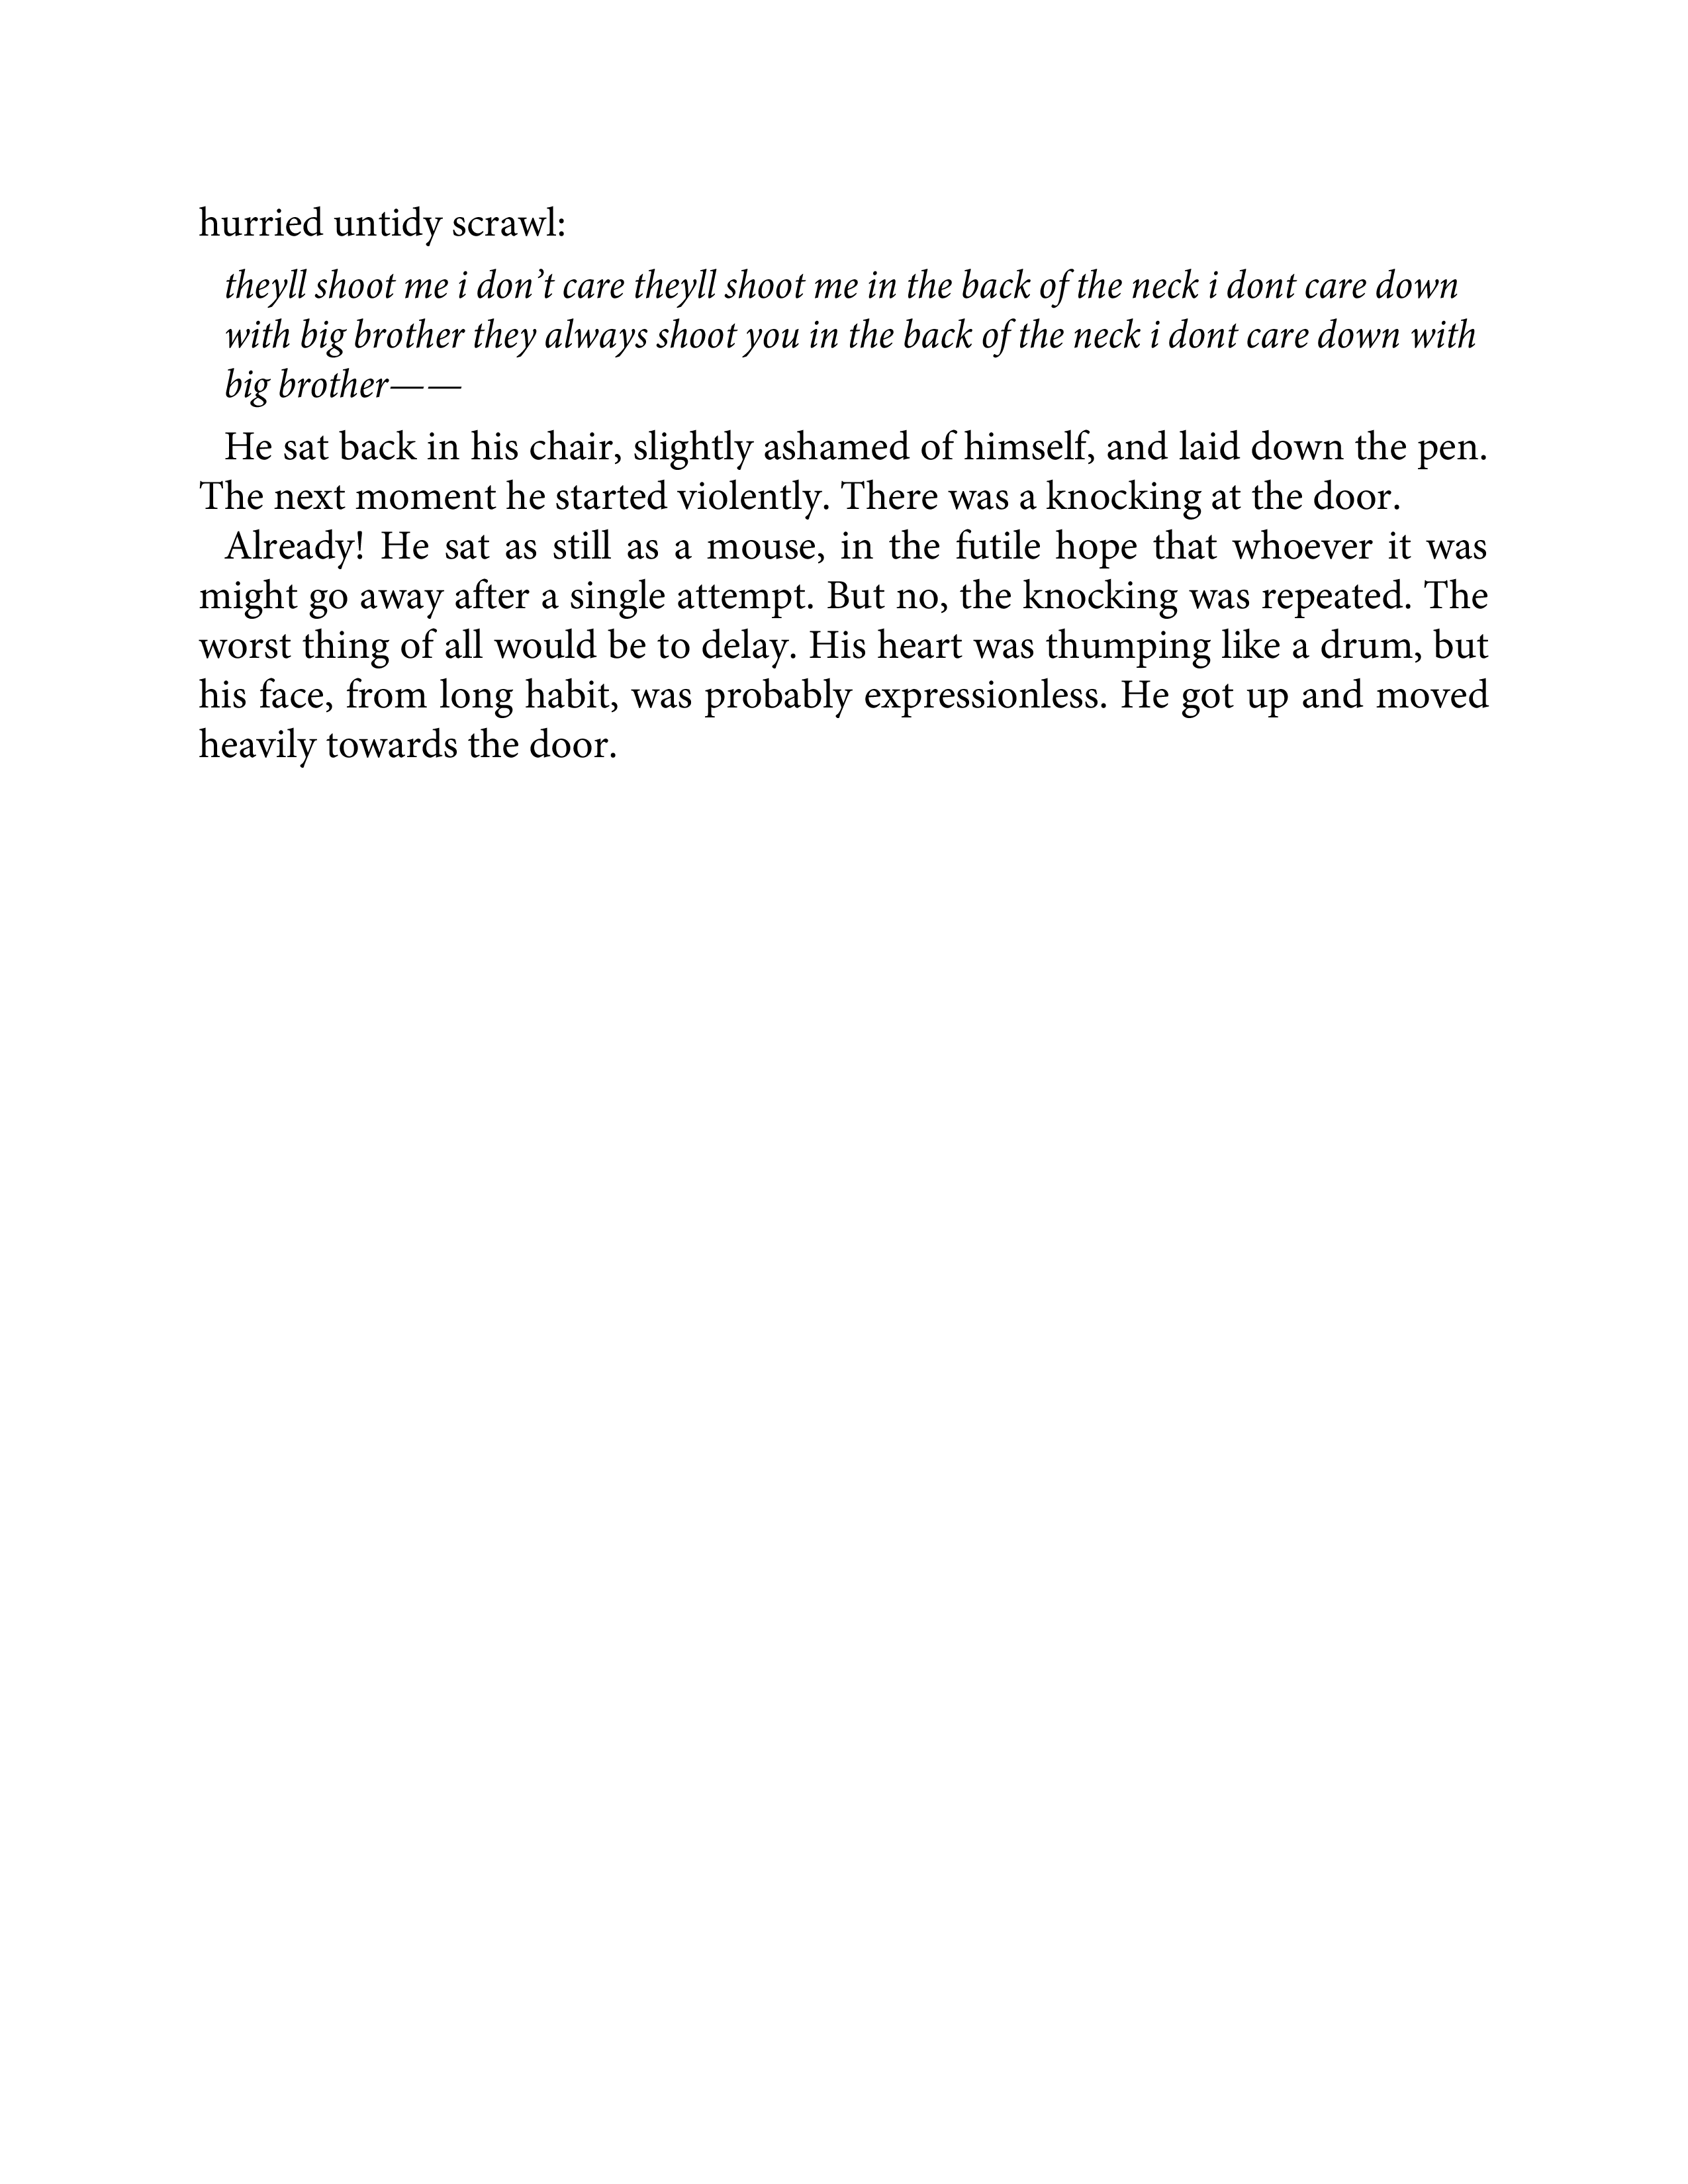 hurried untidy scrawl:
theyll shoot me i don’t care theyll shoot me in the back of the neck i dont care down
with big brother they always shoot you in the back of the neck i dont care down with
big brother——
He sat back in his chair, slightly ashamed of himself, and laid down the pen.
The next moment he started violently. There was a knocking at the door.
Already! He sat as still as a mouse, in the futile hope that whoever it was
might go away after a single attempt. But no, the knocking was repeated. The
worst thing of all would be to delay. His heart was thumping like a drum, but
his face, from long habit, was probably expressionless. He got up and moved
heavily towards the door.